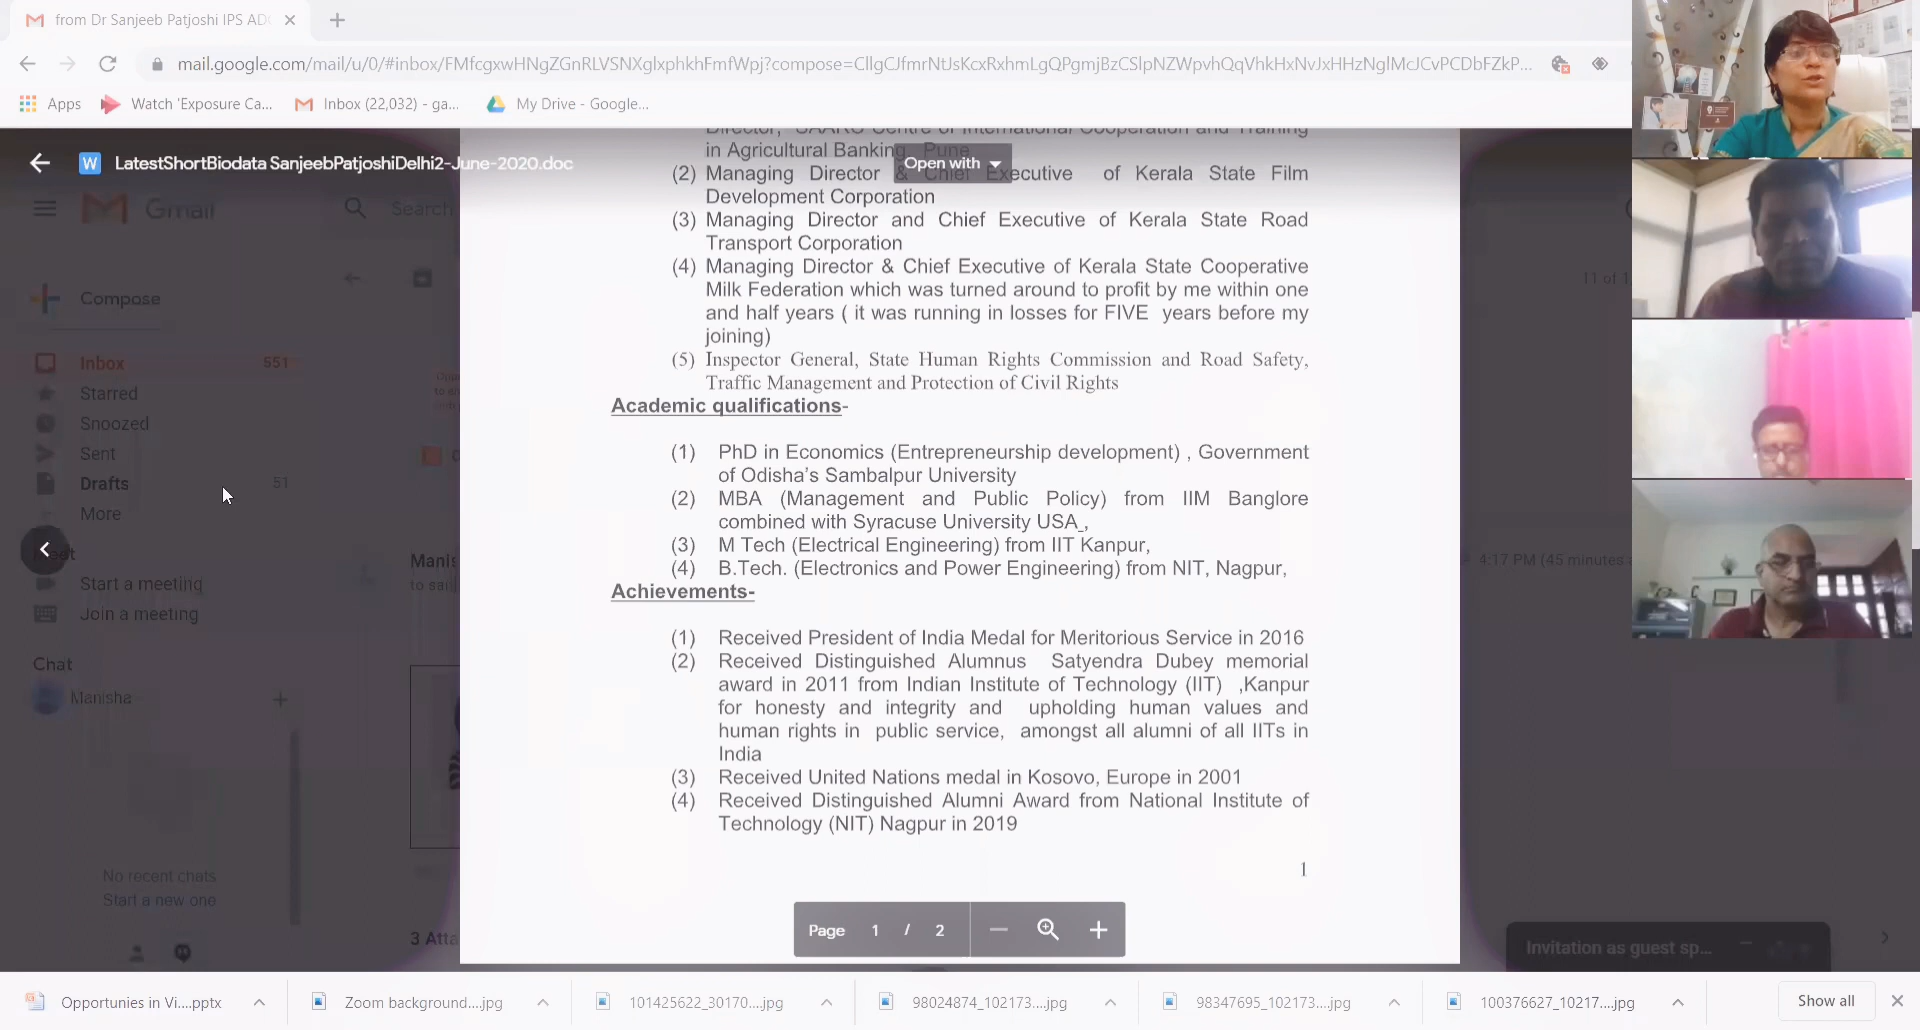 from Dr Sanjeeb Patjoshi IPS AD
mail.google.com/mail/u/0/#inbox/FMfcgxwHNgZGnRLVSNXglxphkhFmfWpj?compose=CllgCJfmrNtJsKcxRxhmLgQPgmjBzCSlpNZWpvhQqVhkHxNvJxHHzNglMcJCvPCDbFZkP...
Apps Watch 'Exposure Ca... Inbox (22,032) - ga... My Drive - Google...
LatestShortBiodata SanjeebPatjoshiDelhi2-June-2020.doc
Open with
Gmail
Search
Compose
11 of 1
Inbox 551
Starred
Snoozed
Sent
Drafts 51
More
Start a meeting
Join a meeting
Chat
Manisha
No recent chats
Start a new one
Manis
4:17 PM (45 minutes
3 Atta
Director, SAARC Centre of International Cooperation and Training
in Agricultural Banking, Pune
(2) Managing Director & Chief Executive of Kerala State Film
Development Corporation
(3) Managing Director and Chief Executive of Kerala State Road
Transport Corporation
(4) Managing Director & Chief Executive of Kerala State Cooperative
Milk Federation which was turned around to profit by me within one
and half years ( it was running in losses for FIVE years before my
joining)
(5) Inspector General, State Human Rights Commission and Road Safety,
Traffic Management and Protection of Civil Rights
Academic qualifications-
(1) PhD in Economics (Entrepreneurship development) , Government
of Odisha's Sambalpur University
(2) MBA (Management and Public Policy) from IIM Banglore
combined with Syracuse University USA ,
(3) M Tech (Electrical Engineering) from IIT Kanpur,
(4) B.Tech. (Electronics and Power Engineering) from NIT, Nagpur,
Achievements-
(1) Received President of India Medal for Meritorious Service in 2016
(2) Received Distinguished Alumnus Satyendra Dubey memorial
award in 2011 from Indian Institute of Technology (IIT) ,Kanpur
for honesty and integrity and upholding human values and
human rights in public service, amongst all alumni of all IITs in
India
(3) Received United Nations medal in Kosovo, Europe in 2001
(4) Received Distinguished Alumni Award from National Institute of
Technology (NIT) Nagpur in 2019
1
Page 1 / 2
Invitation as guest sp...
Opportunies in Vi....pptx Zoom background....jpg 101425622_30170....jpg 98024874_102173....jpg 98347695_102173....jpg 100376627_10217....jpg Show all